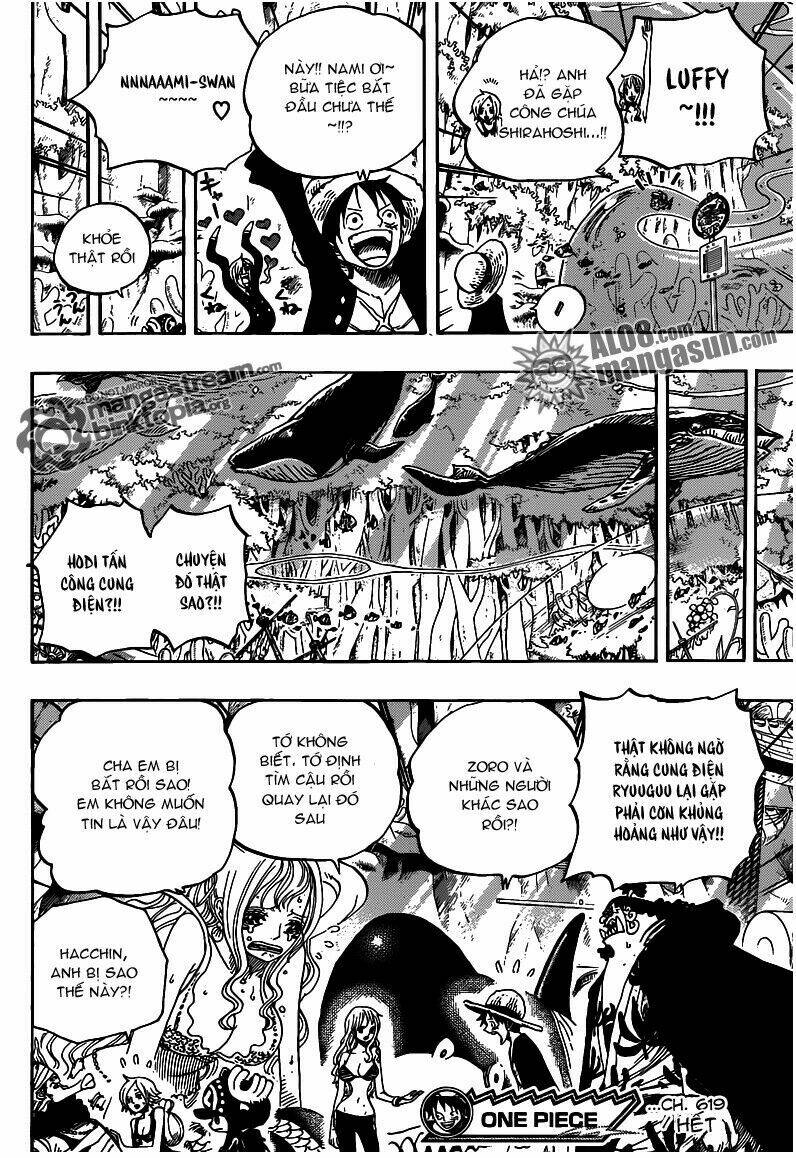 LUFFY
~!!!
HẢ!? ANH
ĐÃ GẶP
CÔNG CHÚA
SHIRAHOSHI...!!
NÀY!! NAMI ƠI~
BỮA TIỆC BẮT
ĐẦU CHƯA THẾ
~!!?
NNNAAAMI-SWAN
~~~~ ♡
KHỎE
THẬT RỒI
AL08.com
mangasun.com
DO NOT MIRROR
mangastream.com
binktopia.org
CHUYỆN
ĐÓ THẬT
SAO?!!
HODI TẤN
CÔNG CUNG
ĐIỆN?!!
THẬT KHÔNG NGỜ
RẰNG CUNG ĐIỆN
RYUUGUU LẠI GẶP
PHẢI CƠN KHỦNG
HOẢNG NHƯ VẬY!!
ZORO VÀ
NHỮNG NGƯỜI
KHÁC SAO
RỒI?!
TỚ KHÔNG
BIẾT, TỚ ĐỊNH
TÌM CẬU RỒI
QUAY LẠI ĐÓ
SAU
CHA EM BỊ
BẮT RỒI SAO!
EM KHÔNG MUỐN
TIN LÀ VẬY ĐÂU!
HACCHIN,
ANH BỊ SAO
THẾ NÀY?!
ONE PIECE
...CH. 619
HẾT